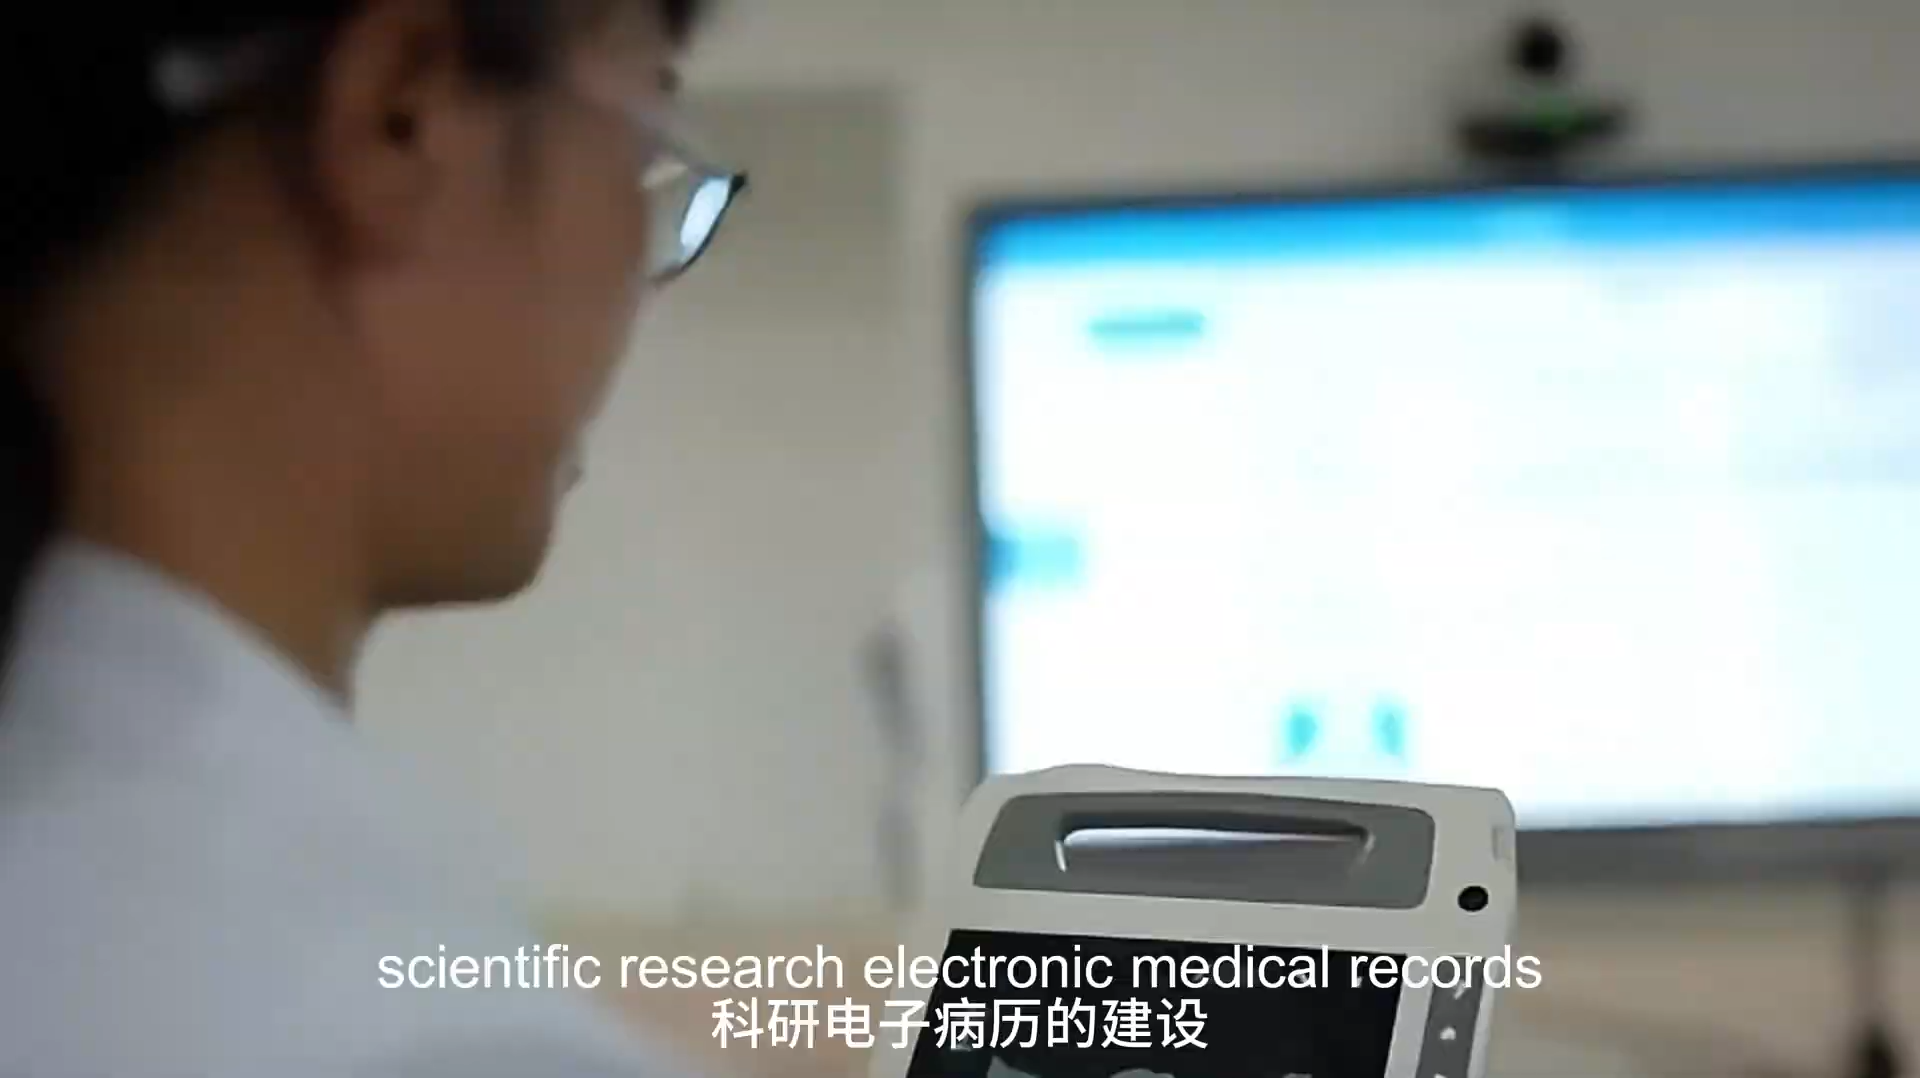 scientific research electronic medical records
科研电子病历的建设